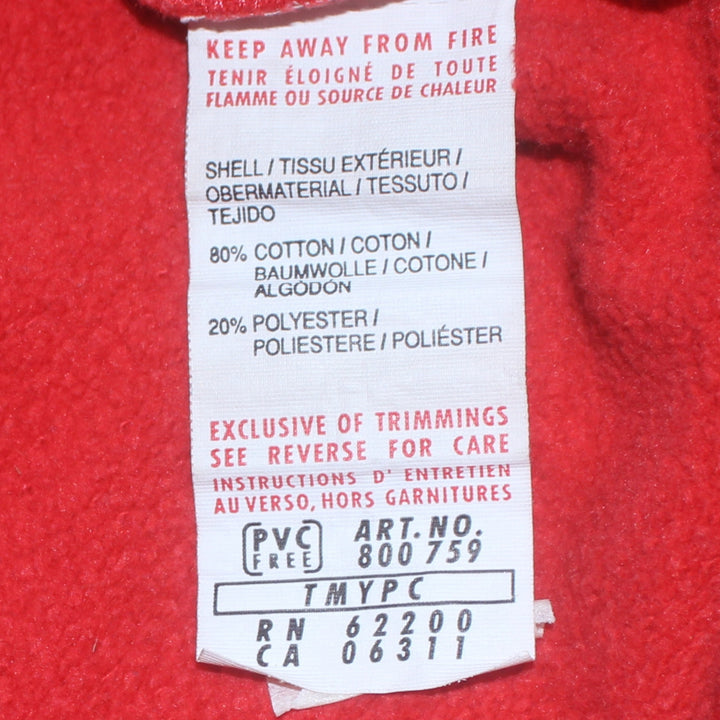 KEEP AWAY FROM FIRE
TENIR ÉLOIGNÉ DE TOUTE
FLAMME OU SOURCE DE CHALEUR
SHELL / TISSU EXTÉRIEUR /
OBERMATERIAL / TESSUTO /
TEJIDO
80% COTTON / COTON /
BAUMWOLLE / COTONE /
ALGODÓN
20% POLYESTER /
POLIESTERE / POLIÉSTER
EXCLUSIVE OF TRIMMINGS
SEE REVERSE FOR CARE
INSTRUCTIONS D' ENTRETIEN
AU VERSO, HORS GARNITURES
PVC FREE
ART. NO.
800 759
TMYPC
RN 62200
CA 06311